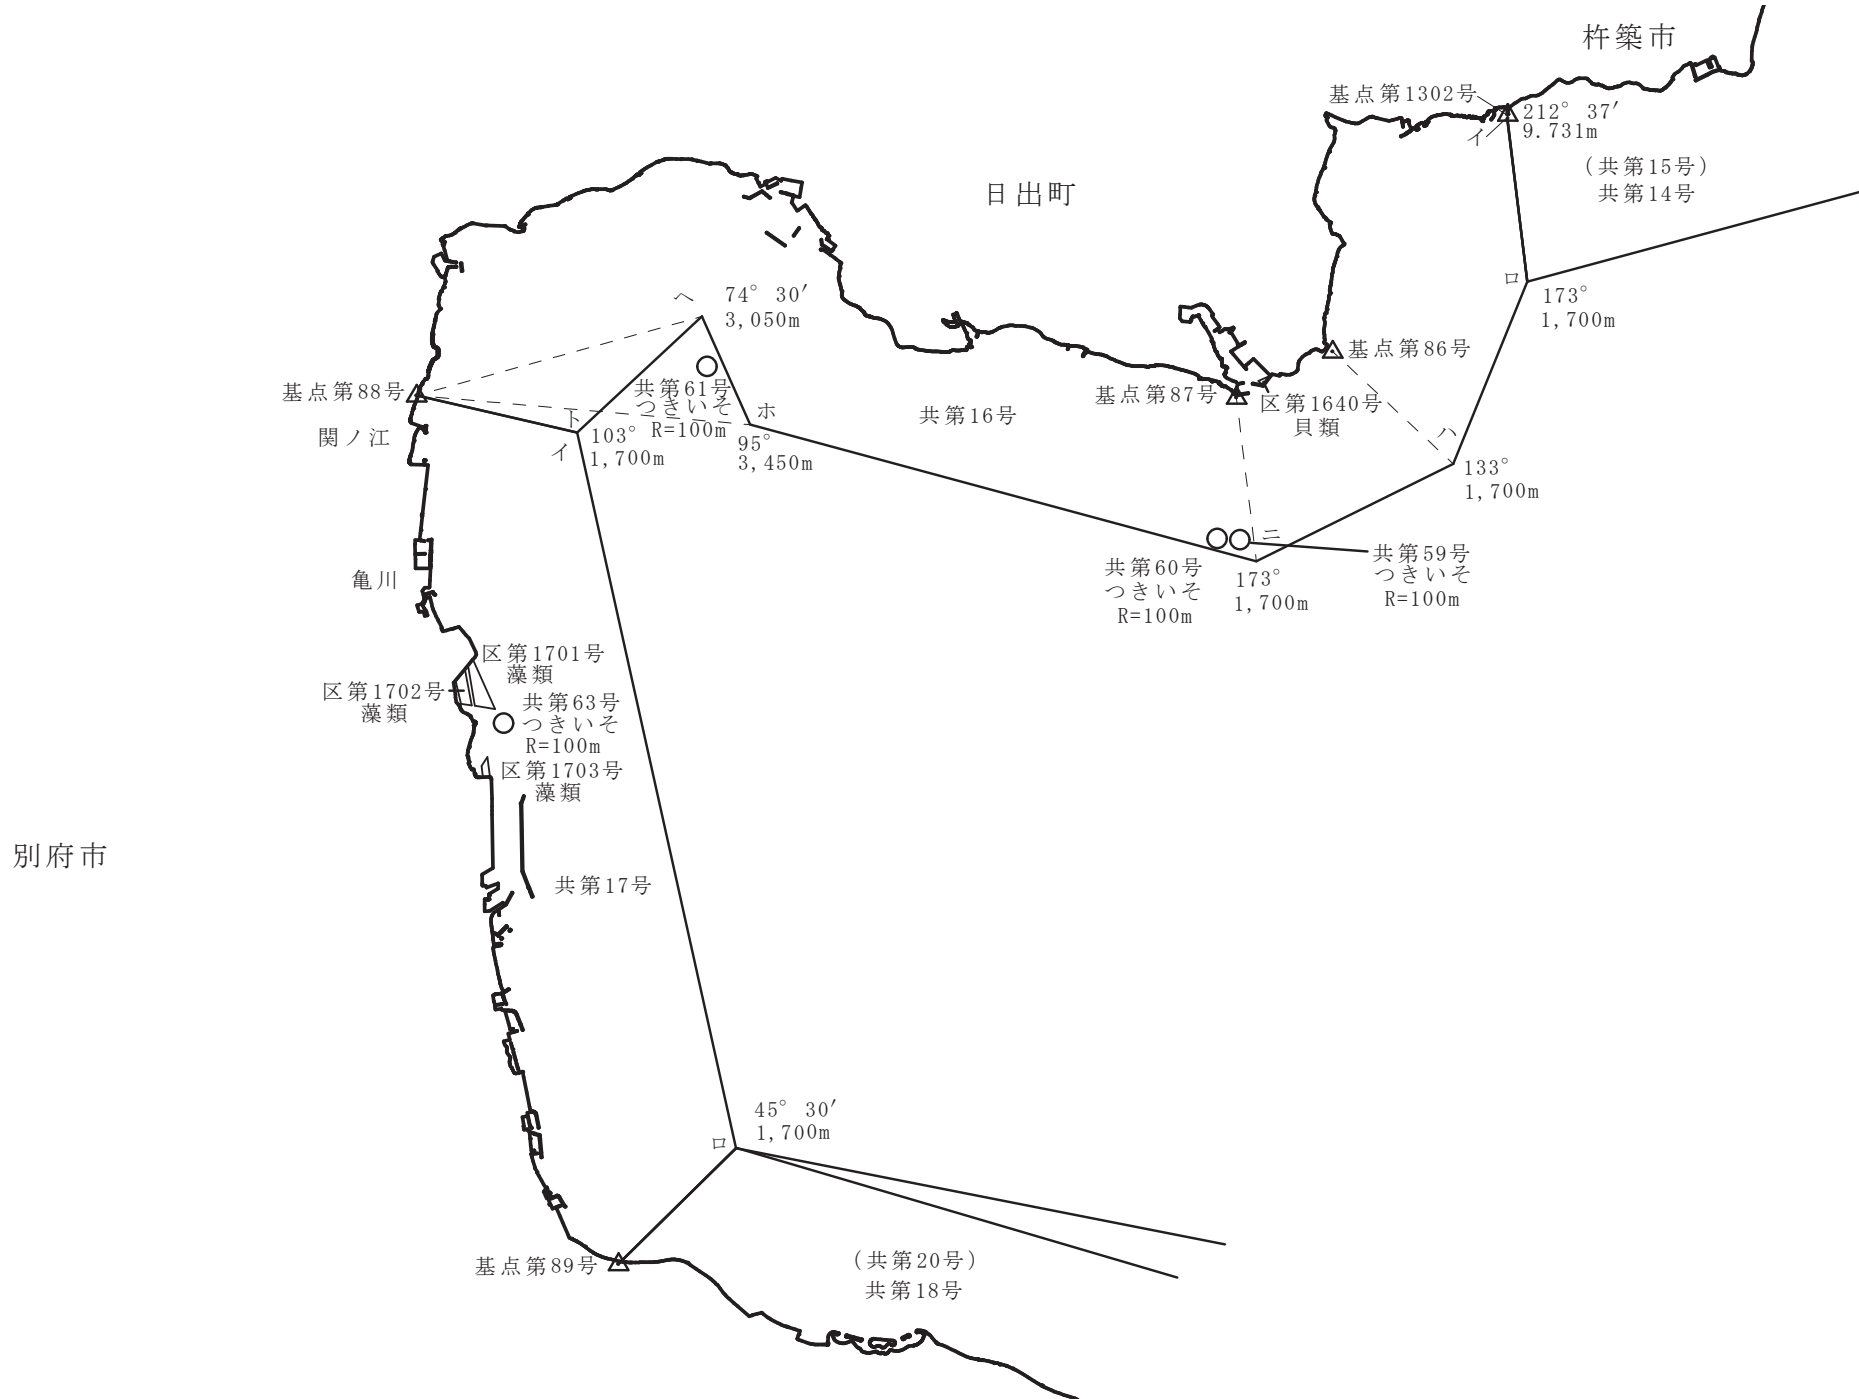 杵築市
基点第1302号
212° 37′
9.731m
イ
(共第15号)
共第14号
日出町
ロ
173°
1,700m
ヘ
74° 30′
3,050m
基点第86号
基点第88号
共第61号
つきいそ
R=100m
ホ
95°
3,450m
ト
103°
1,700m
イ
関ノ江
共第16号
基点第87号
区第1640号
貝類
ハ
133°
1,700m
ニ
173°
1,700m
共第59号
つきいそ
R=100m
共第60号
つきいそ
R=100m
亀川
区第1701号
藻類
区第1702号
藻類
共第63号
つきいそ
R=100m
区第1703号
藻類
別府市
共第17号
45° 30′
1,700m
ロ
基点第89号
(共第20号)
共第18号